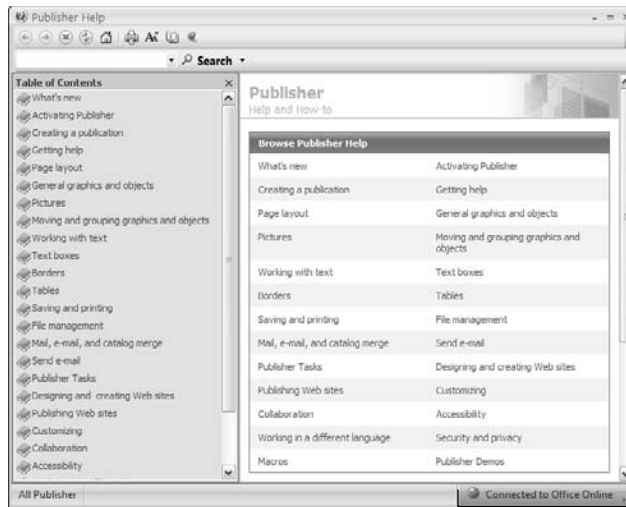 Publisher Help
Search
Table of Contents
What's new
Activating Publisher
Creating a publication
Getting help
Page layout
General graphics and objects
Pictures
Moving and grouping graphics and objects
Working with text
Text boxes
Borders
Tables
Saving and printing
File management
Mail, e-mail, and catalog merge
Send e-mail
Publisher Tasks
Designing and creating Web sites
Publishing Web sites
Customizing
Collaboration
Accessibility
Publisher
Help and How-to
Browse Publisher Help
What's new Activating Publisher
Creating a publication Getting help
Page layout General graphics and objects
Pictures Moving and grouping graphics and
objects
Working with text Text boxes
Borders Tables
Saving and printing File management
Mail, e-mail, and catalog merge Send e-mail
Publisher Tasks Designing and creating Web sites
Publishing Web sites Customizing
Collaboration Accessibility
Working in a different language Security and privacy
Macros Publisher Demos
All Publisher Connected to Office Online